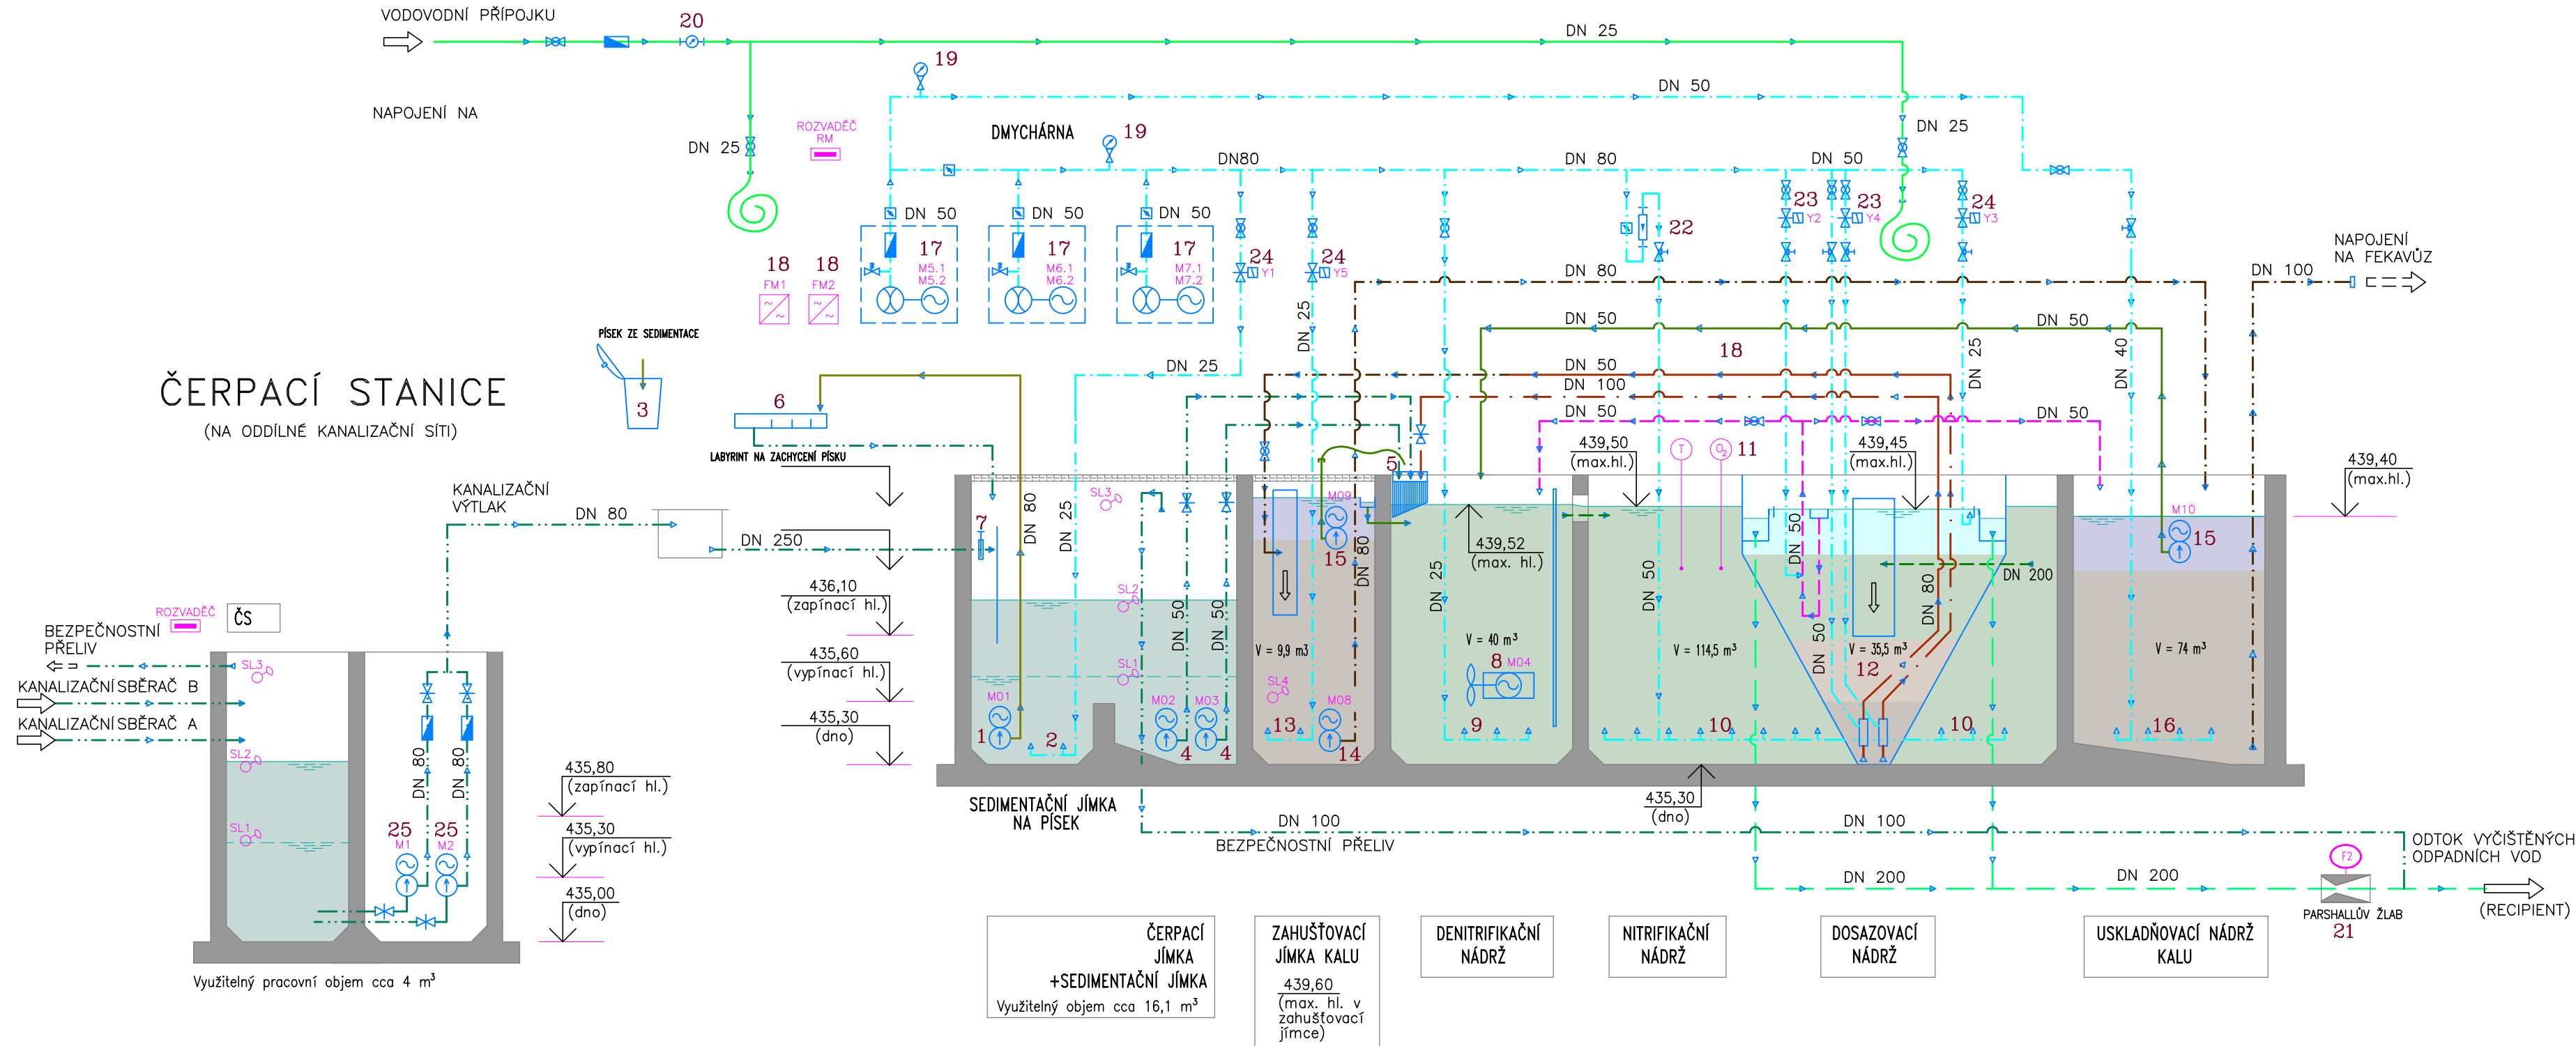 VODOVODNÍ PŘÍPOJKU
20
DN 25
19
DN 50
NAPOJENÍ NA
ROZVADĚČ
RM
DMYCHÁRNA
19
DN 25
DN 25
DN80
DN 80
DN 50
DN 50
DN 50
DN 50
23
Y2
23
Y4
24
Y3
22
17
M5.1
M5.2
17
M6.1
M6.2
17
M7.1
M7.2
24
Y1
24
Y5
18
FM1
18
FM2
DN 80
DN 100
NAPOJENÍ
NA FEKAVŮZ
DN 25
DN 50
DN 50
PÍSEK ZE SEDIMENTACE
3
18
DN 25
DN 40
DN 25
DN 50
DN 100
DN 50
DN 50
ČERPACÍ STANICE
(NA ODDÍLNÉ KANALIZAČNÍ SÍTI)
6
LABYRINT NA ZACHYCENÍ PÍSKU
5
439,50
(max.hl.)
T
O2
11
439,45
(max.hl.)
439,40
(max.hl.)
KANALIZAČNÍ
VÝTLAK
DN 80
DN 250
7
DN 80
DN 25
SL3
M09
15
DN 80
439,52
(max. hl.)
DN 25
DN 50
DN 50
DN 80
DN 200
M10
15
436,10
(zapínací hl.)
435,60
(vypínací hl.)
435,30
(dno)
SL2
SL1
DN 50
DN 50
V = 9,9 m3
V = 40 m³
V = 114,5 m³
DN 50
V = 35,5 m³
12
V = 74 m³
M01
1
2
M02
4
M03
4
SL4
13
M08
14
8
M04
9
10
10
16
ROZVADĚČ
ČS
BEZPEČNOSTNÍ
PŘELIV
SL3
KANALIZAČNÍ SBĚRAČ B
KANALIZAČNÍ SBĚRAČ A
SL2
SL1
DN 80
DN 80
25
M1
25
M2
435,80
(zapínací hl.)
435,30
(vypínací hl.)
435,00
(dno)
Využitelný pracovní objem cca 4 m³
SEDIMENTAČNÍ JÍMKA
NA PÍSEK
435,30
(dno)
DN 100
BEZPEČNOSTNÍ PŘELIV
DN 100
DN 200
DN 200
F2
PARSHALLŮV ŽLAB
21
ODTOK VYČIŠTĚNÝCH
ODPADNÍCH VOD
(RECIPIENT)
ČERPACÍ
JÍMKA
+SEDIMENTAČNÍ JÍMKA
Využitelný objem cca 16,1 m³
ZAHUŠŤOVACÍ
JÍMKA KALU
439,60
(max. hl. v
zahušťovací
jímce)
DENITRIFIKAČNÍ
NÁDRŽ
NITRIFIKAČNÍ
NÁDRŽ
DOSAZOVACÍ
NÁDRŽ
USKLADŇOVACÍ NÁDRŽ
KALU